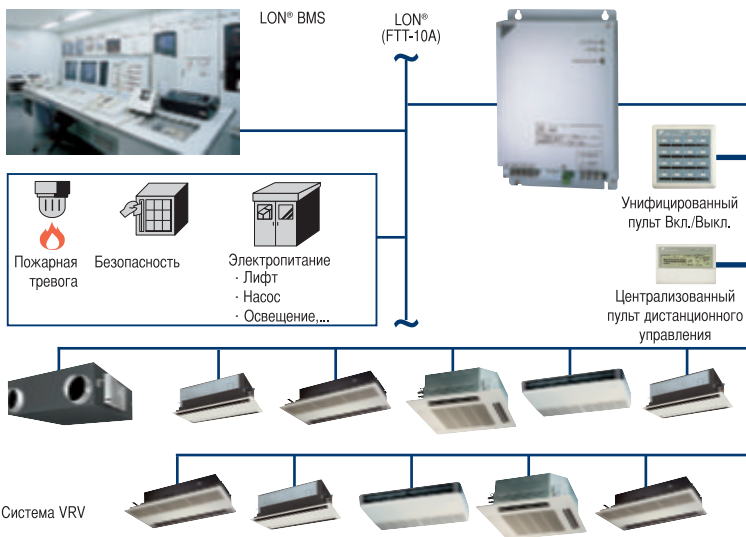 LON® BMS
LON®
(FTT-10A)
Унифицированный
пульт Вкл./Выкл.
Пожарная
тревога
Безопасность
Электропитание
· Лифт
· Насос
· Освещение,...
Централизованный
пульт дистанционного
управления
Система VRV